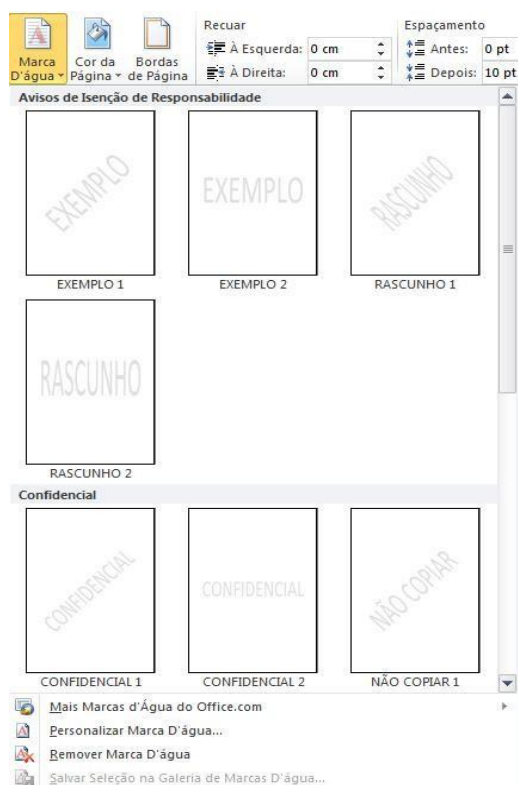 Marca D'água
Cor da Página
Bordas de Página
Recuar
À Esquerda: 0 cm
À Direita: 0 cm
Espaçamento
Antes: 0 pt
Depois: 10 pt
Avisos de Isenção de Responsabilidade
EXEMPLO
EXEMPLO
RASCUNHO
EXEMPLO 1
EXEMPLO 2
RASCUNHO 1
RASCUNHO
RASCUNHO 2
Confidencial
CONFIDENCIAL
CONFIDENCIAL
NÃO COPIAR
CONFIDENCIAL 1
CONFIDENCIAL 2
NÃO COPIAR 1
Mais Marcas d'Água do Office.com
Personalizar Marca D'água...
Remover Marca D'água
Salvar Seleção na Galeria de Marcas D'água...